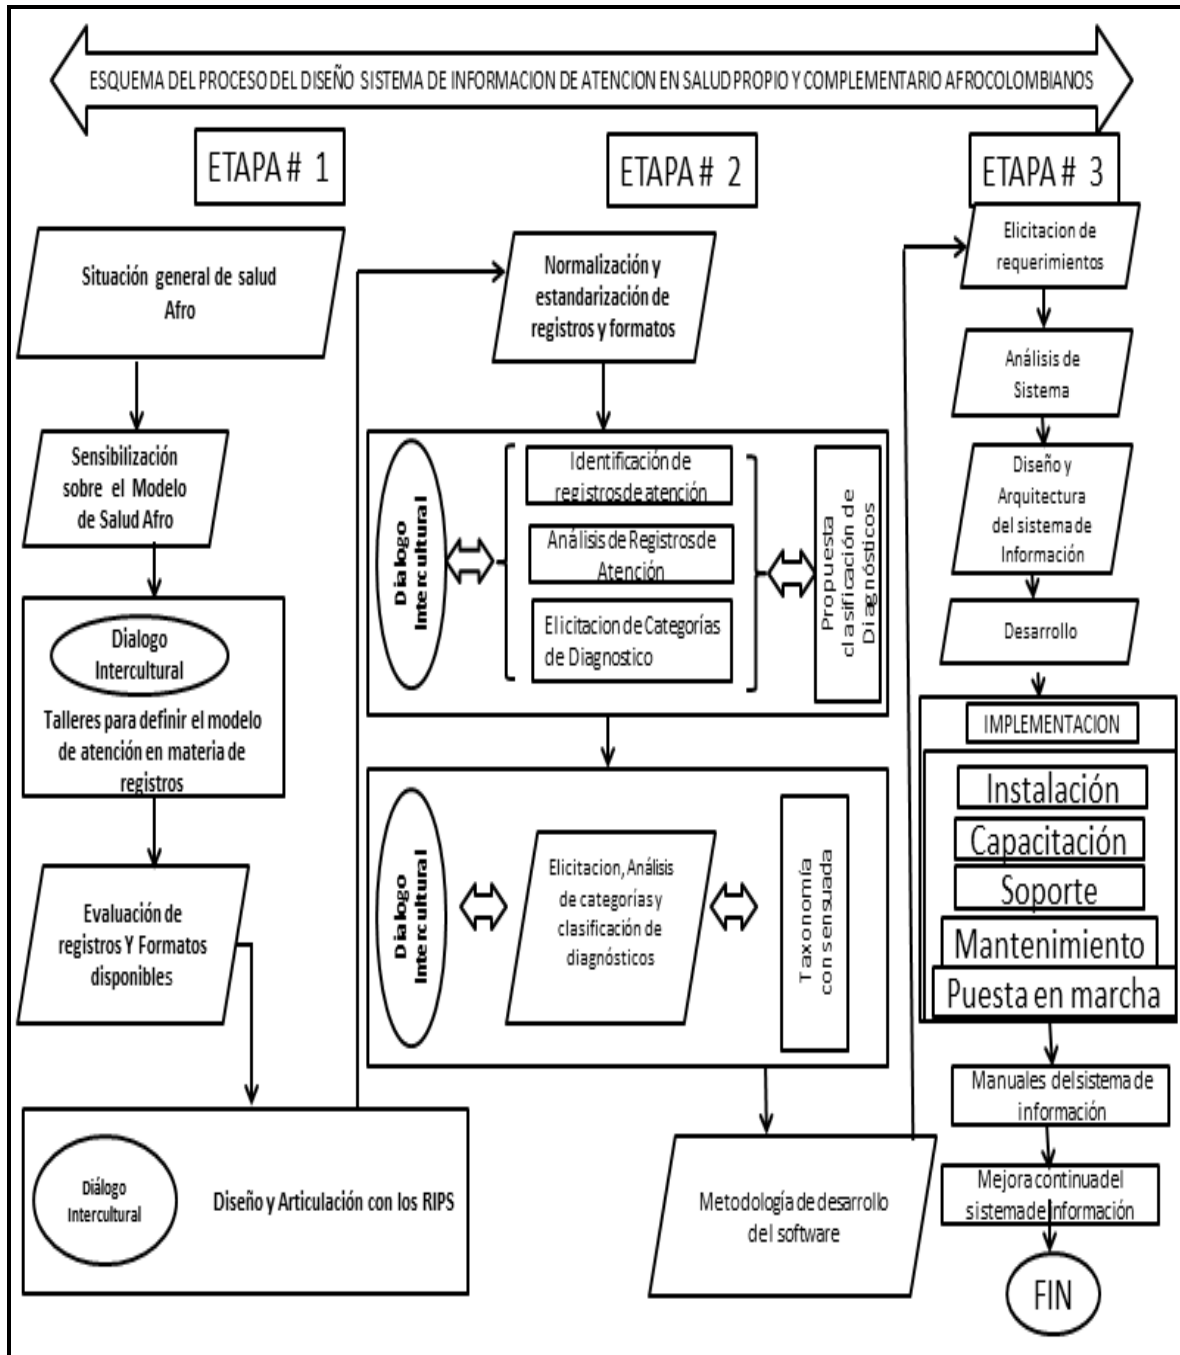 ESQUEMA DEL PROCESO DEL DISEÑO SISTEMA DE INFORMACION DE ATENCION EN SALUD PROPIO Y COMPLEMENTARIO AFROCOLOMBIANOS
ETAPA # 1
Situación general de salud
Afro
Sensibilización
sobre el Modelo
de Salud Afro
Dialogo
Intercultural
Talleres para definir el modelo
de atención en materia de
registros
Evaluación de
registros Y Formatos
disponibles
Diálogo
Intercultural
Diseño y Articulación con los RIPS
ETAPA # 2
Normalización y
estandarización de
registros y formatos
Dialogo
Intercultural
Identificación de
registros de atención
Análisis de Registros de
Atención
Elicitacion de Categorías
de Diagnostico
Propuesta
clasificación de
Diagnósticos
Dialogo
Intercultural
Elicitacion, Análisis
de categorías y
clasificación de
diagnósticos
Taxonomía
consensuada
Metodología de desarrollo
del software
ETAPA # 3
Elicitacion de
requerimientos
Análisis de
Sistema
Diseño y
Arquitectura
del sistema de
Información
Desarrollo
IMPLEMENTACION
Instalación
Capacitación
Soporte
Mantenimiento
Puesta en marcha
Manuales del sistema de
información
Mejora continua del
sistema de información
FIN